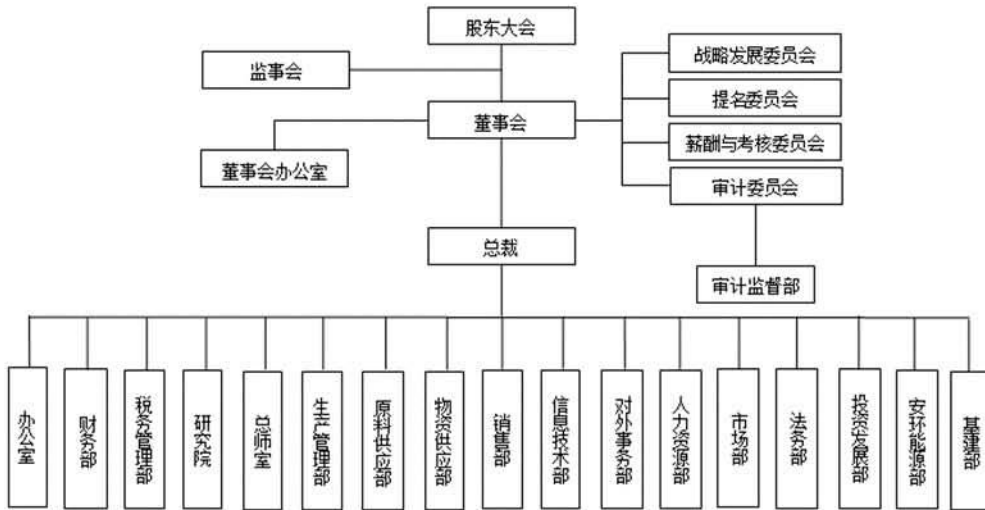 股东大会
监事会
战略发展委员会
提名委员会
董事会
薪酬与考核委员会
董事会办公室
审计委员会
总裁
审计监督部
办公室
财务部
税务管理部
研究院
总师室
生产管理部
原料供应部
物资供应部
销售部
信息技术部
对外事务部
人力资源部
市场部
法务部
投资发展部
安环能源部
基建部